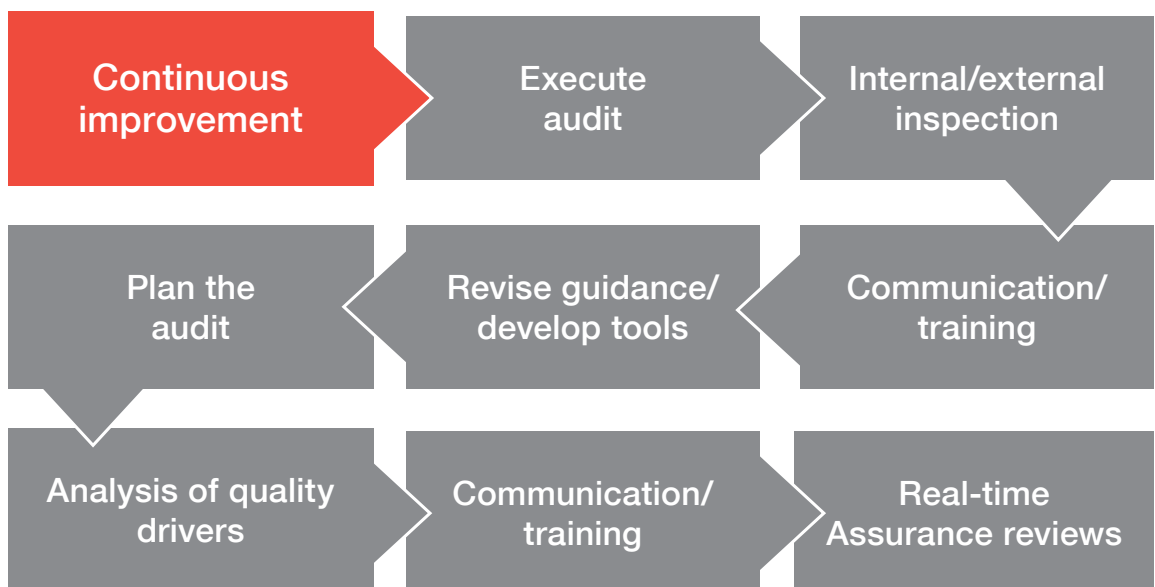 Continuous
improvement
Execute
audit
Internal/external
inspection
Communication/
training
Revise guidance/
develop tools
Plan the
audit
Analysis of quality
drivers
Communication/
training
Real-time
Assurance reviews